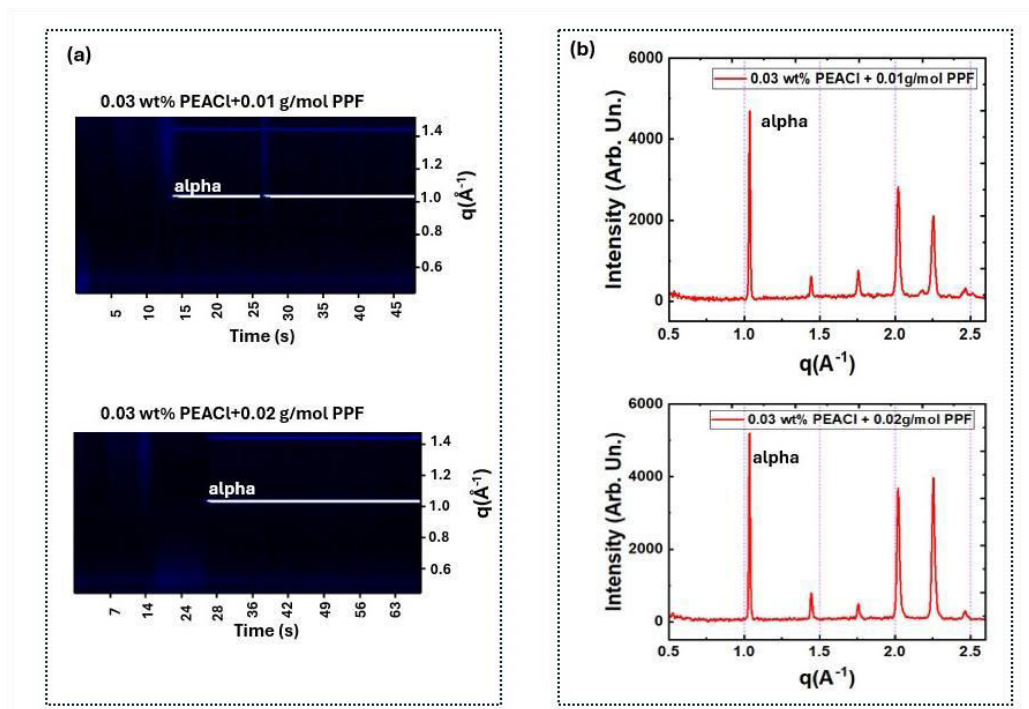 (a)
0.03 wt% PEACl+0.01 g/mol PPF
alpha
1.4
1.2
1.0
0.8
0.6
q(Å⁻¹)
5 10 15 20 25 30 35 40 45
Time (s)
0.03 wt% PEACl+0.02 g/mol PPF
alpha
1.4
1.2
1.0
0.8
0.6
q(Å⁻¹)
7 14 24 28 36 42 49 56 63
Time (s)
(b)
6000
4000
2000
0
Intensity (Arb. Un.)
0.03 wt% PEACl + 0.01g/mol PPF
alpha
0.5 1.0 1.5 2.0 2.5
q(A⁻¹)
6000
4000
2000
0
Intensity (Arb. Un.)
0.03 wt% PEACl + 0.02g/mol PPF
alpha
0.5 1.0 1.5 2.0 2.5
q(A⁻¹)